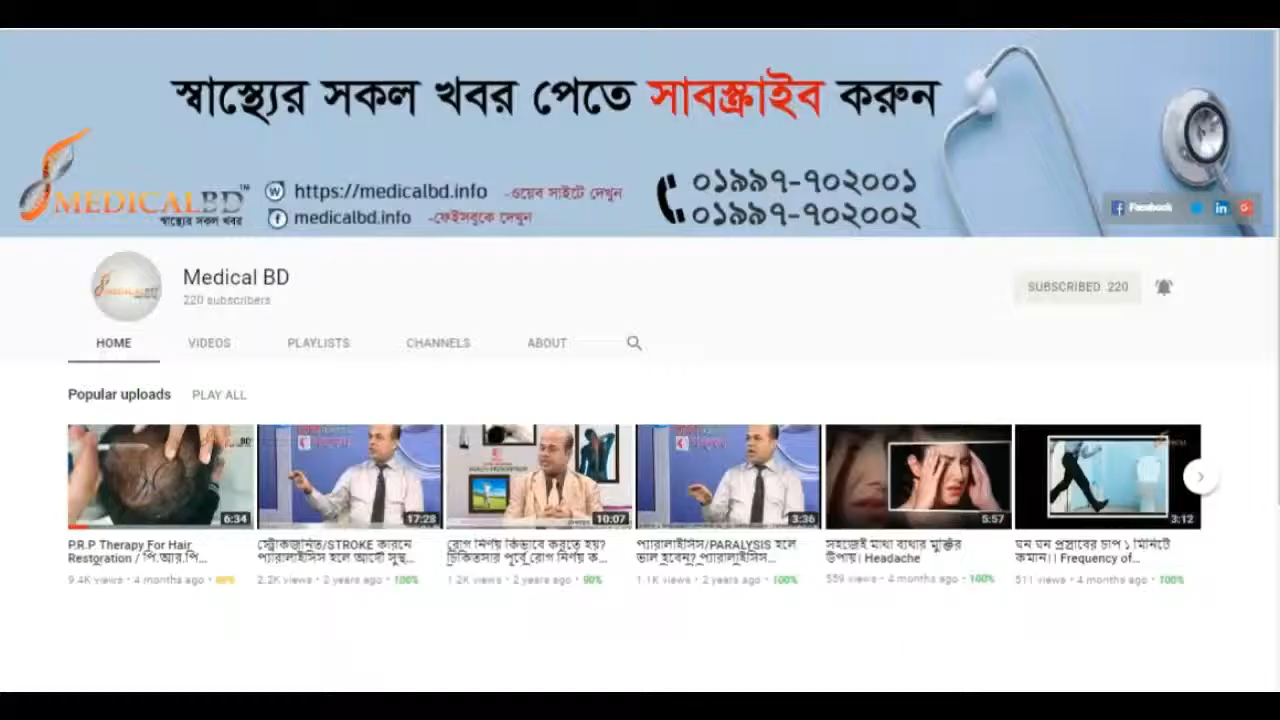 স্বাস্থ্যের সকল খবর পেতে সাবস্ক্রাইব করুন
MEDICALBD™
স্বাস্থ্যের সকল খবর
https://medicalbd.info -ওয়েব সাইটে দেখুন
medicalbd.info -ফেইসবুকে দেখুন
০১৯৯৭-৭০২০০১
০১৯৯৭-৭০২০০২
Facebook
Medical BD
220 subscribers
SUBSCRIBED 220
HOME VIDEOS PLAYLISTS CHANNELS ABOUT
Popular uploads PLAY ALL
6:34 17:28 10:07 3:36 5:57 3:12
P.R.P Therapy For Hair
Restoration / পি.আর.পি...
9.4K views • 4 months ago
স্ট্রোকজনিত/STROKE কারনে
প্যারালাইসিস হলে আদৌ সুস্থ...
2.2K views • 2 years ago • 100%
রোগ নির্ণয় কিভাবে করতে হয়?
চিকিতসার পূর্বে রোগ নির্ণয় ক...
1.2K views • 2 years ago • 90%
প্যারালাইসিস/PARALYSIS হলে
ভাল হবেন? প্যারালাইসিস...
1.1K views • 2 years ago • 100%
সহজেই মাথা ব্যথার মুক্তির
উপায়। Headache
559 views • 4 months ago • 100%
ঘন ঘন প্রস্রাবের চাপ ১ মিনিটে
কমান।। Frequency of...
511 views • 4 months ago • 100%